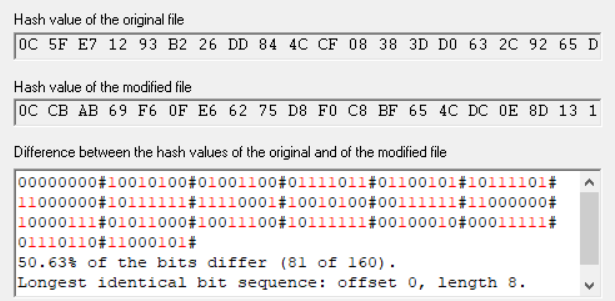 Hash value of the original file
0C 5F E7 12 93 B2 26 DD 84 4C CF 08 38 3D D0 63 2C 92 65 D
Hash value of the modified file
0C CB AB 69 F6 0F E6 62 75 D8 F0 C8 BF 65 4C DC 0E 8D 13 1
Difference between the hash values of the original and of the modified file
00000000#10010100#01001100#01111011#01100101#10111101#
11000000#10111111#11110001#10010100#00111111#11000000#
10000111#01011000#10011100#10111111#00100010#00011111#
01110110#11000101#
50.63% of the bits differ (81 of 160).
Longest identical bit sequence: offset 0, length 8.